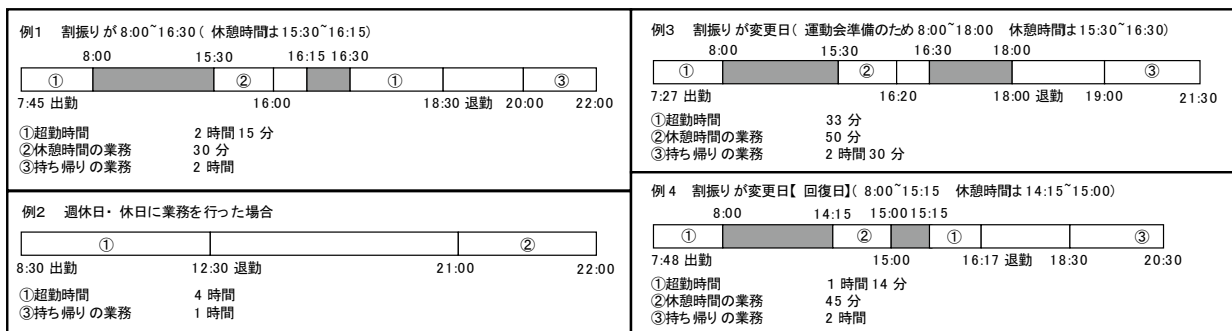 例1 割振りが8:00~16:30( 休憩時間は15:30~16:15)
8:00 15:30 16:15 16:30
① ② ① ③
7:45 出勤 16:00 18:30 退勤 20:00 22:00
①超勤時間 2 時間 15 分
②休憩時間の業務 30 分
③持ち帰りの業務 2 時間
例2 週休日・休日に業務を行った場合
① ②
8:30 出勤 12:30 退勤 21:00 22:00
①超勤時間 4 時間
③持ち帰りの業務 1 時間
例3 割振りが変更日( 運動会準備のため 8:00~18:00 休憩時間は15:30~16:30)
8:00 15:30 16:30 18:00
① ② ③
7:27 出勤 16:20 18:00 退勤 19:00 21:30
①超勤時間 33 分
②休憩時間の業務 50 分
③持ち帰りの業務 2 時間 30 分
例4 割振りが変更日【 回復日】( 8:00~15:15 休憩時間は14:15~15:00)
8:00 14:15 15:00 15:15
① ② ① ③
7:48 出勤 15:00 16:17 退勤 18:30 20:30
①超勤時間 1 時間 14 分
②休憩時間の業務 45 分
③持ち帰りの業務 2 時間